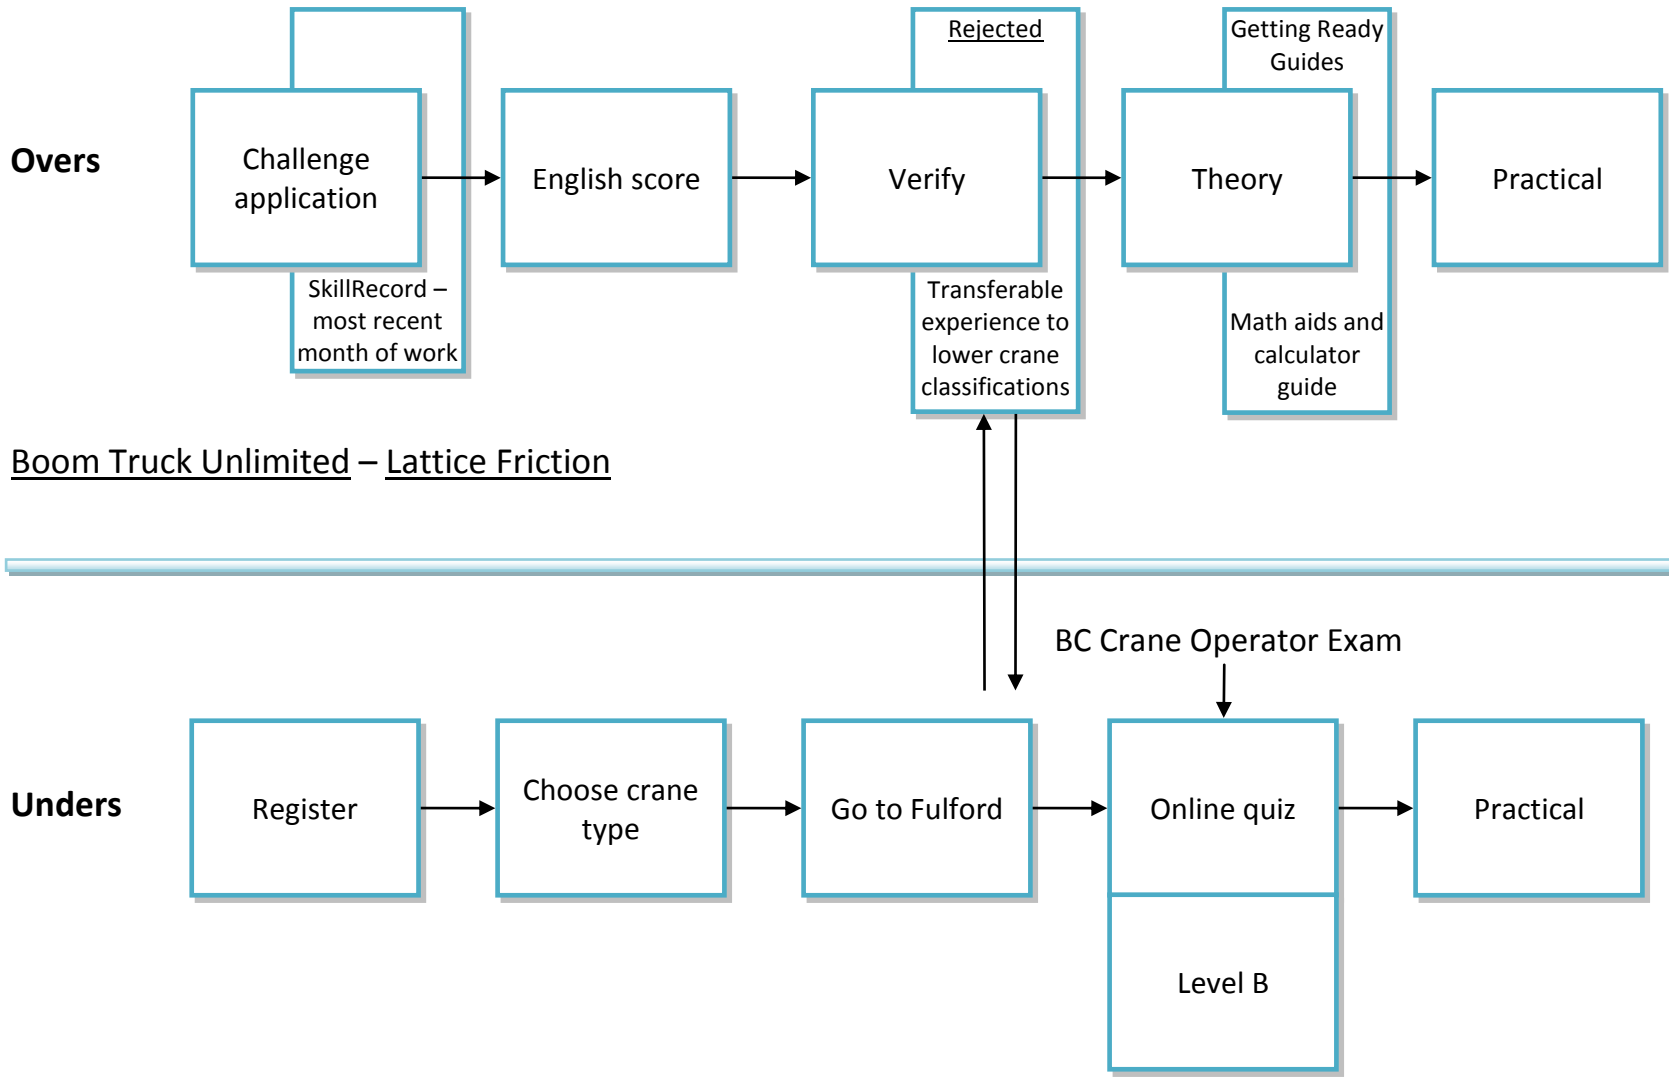 Overs
Challenge
application
SkillRecord –
most recent
month of work
English score
Rejected
Verify
Transferable
experience to
lower crane
classifications
Getting Ready
Guides
Theory
Math aids and
calculator
guide
Practical
Boom Truck Unlimited – Lattice Friction
BC Crane Operator Exam
Unders
Register
Choose crane
type
Go to Fulford
Online quiz
Level B
Practical